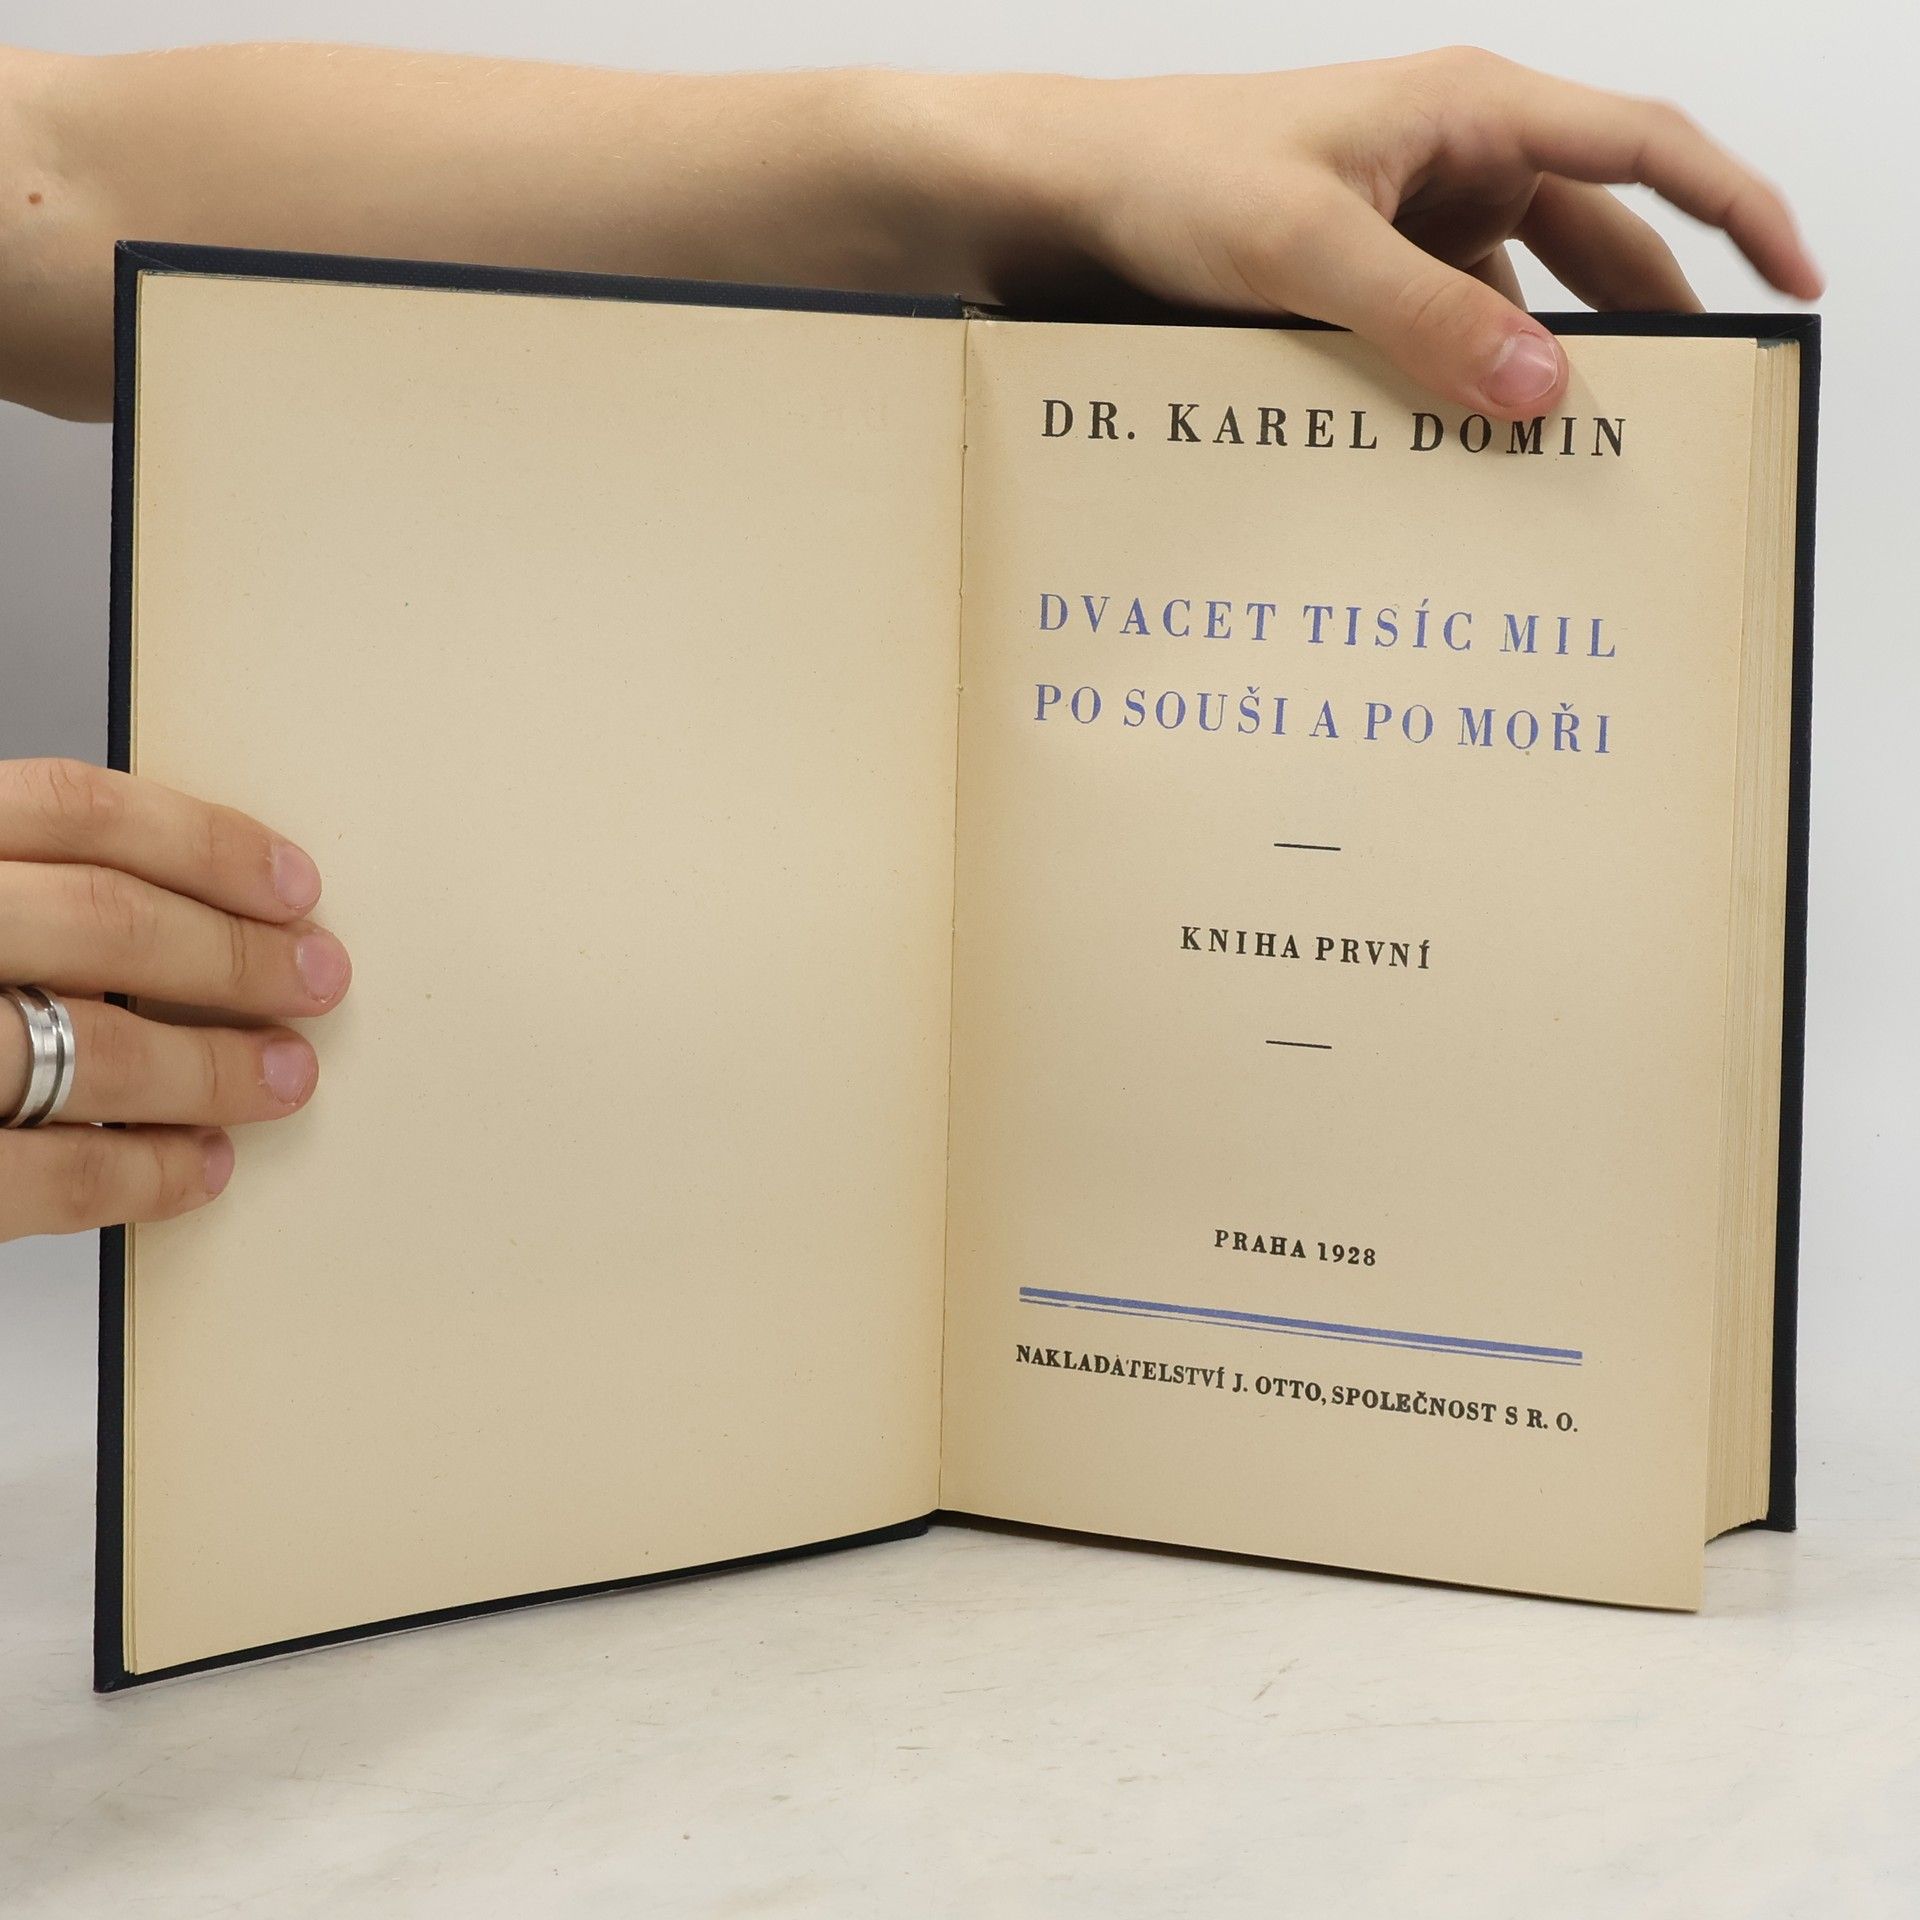 DR. KAREL DOMIN
DVACET TISÍC MIL
PO SOUŠI A PO MOŘI
KNIHA PRVNÍ
PRAHA 1928
NAKLADATELSTVÍ J. OTTO, SPOLEČNOST S R. O.